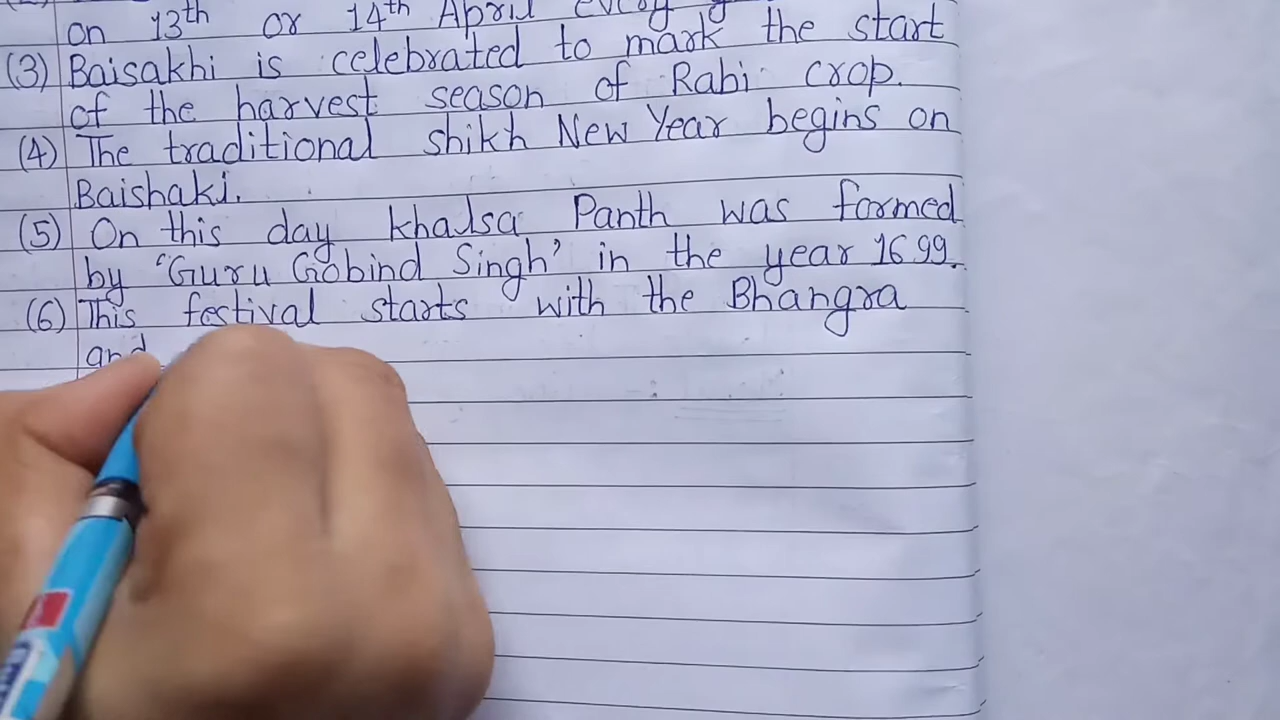 on 13th or 14th April every
(3) Baisakhi is celebrated to mark the start
of the harvest season of Rabi crop.
(4) The traditional shikh New Year begins on
Baishaki.
(5) On this day khalsa Panth was formed
by 'Guru Gobind Singh' in the year 1699.
(6) This festival starts with the Bhangra
and